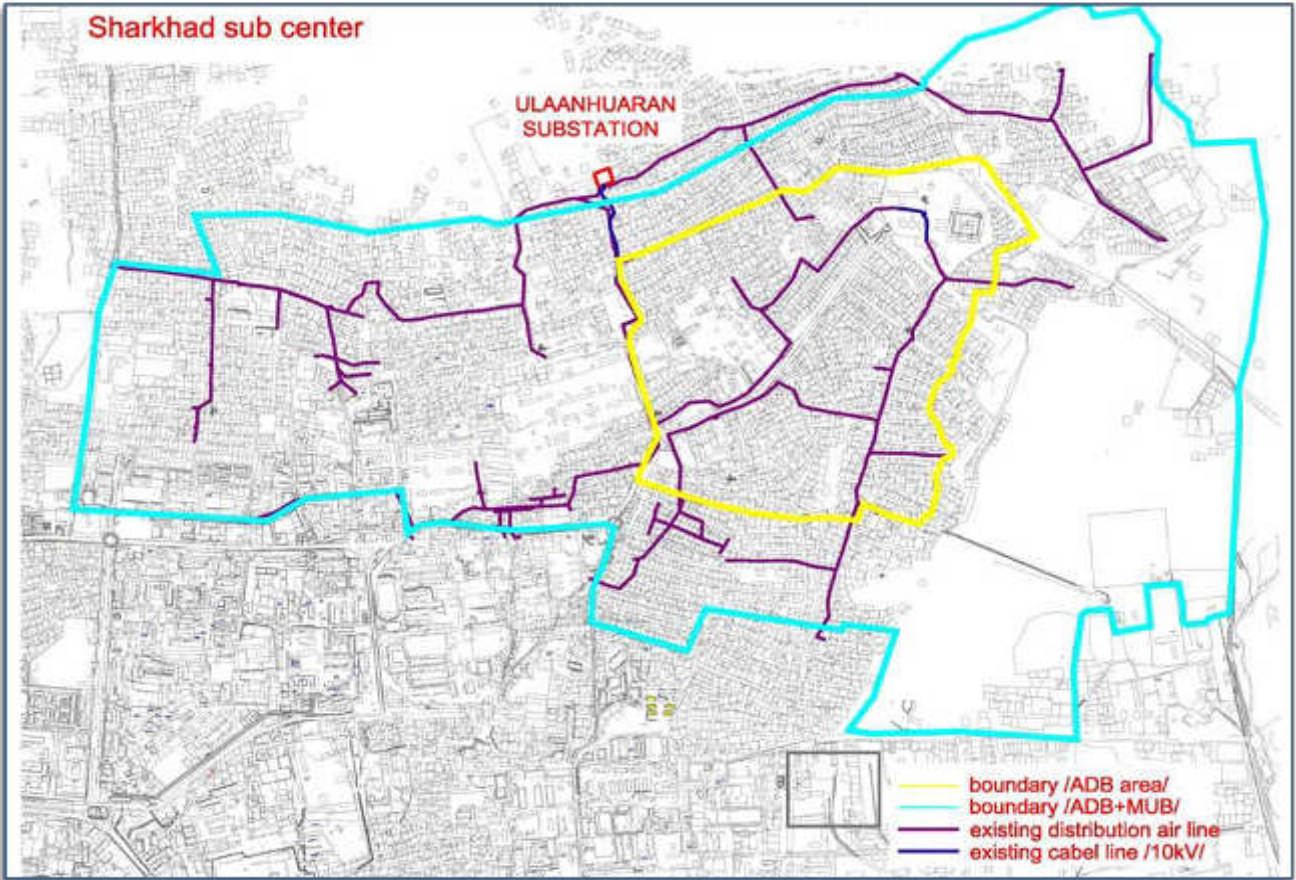 Sharkhad sub center
ULAANHUARAN
SUBSTATION
boundary /ADB area/
boundary /ADB+MUB/
existing distribution air line
existing cabel line /10kV/